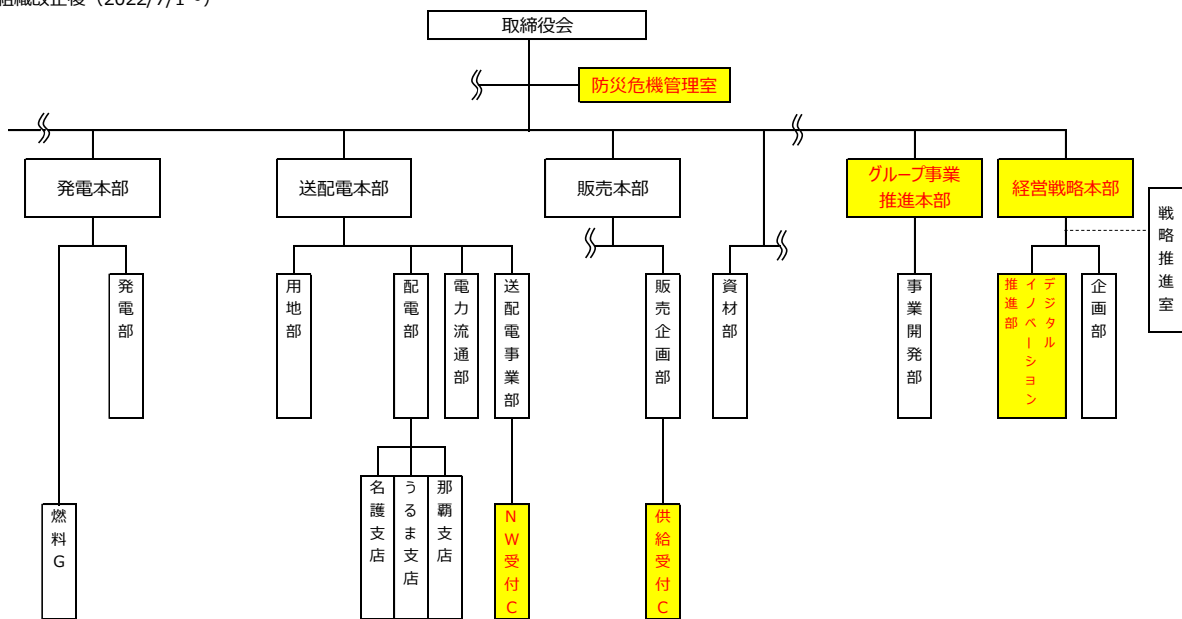 組織改正後（2022/7/1～）
取締役会
防災危機管理室
発電本部
送配電本部
販売本部
グループ事業
推進本部
経営戦略本部
戦略推進室
発電部
用地部
配電部
電力流通部
送配電事業部
販売企画部
資材部
事業開発部
デジタル
イノベーション
推進部
企画部
燃料G
名護支店
うるま支店
那覇支店
NW受付C
供給受付C